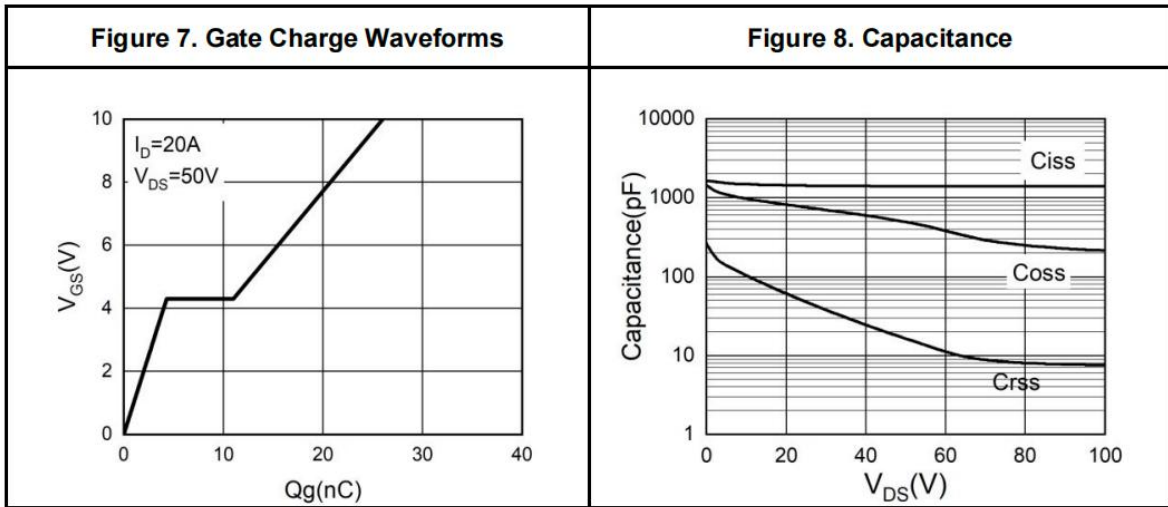 Figure 7. Gate Charge Waveforms
10
8
6
4
2
0
V_GS(V)
I_D=20A
V_DS=50V
0 10 20 30 40
Qg(nC)
Figure 8. Capacitance
10000
1000
100
10
1
Capacitance(pF)
Ciss
Coss
Crss
0 20 40 60 80 100
V_DS(V)